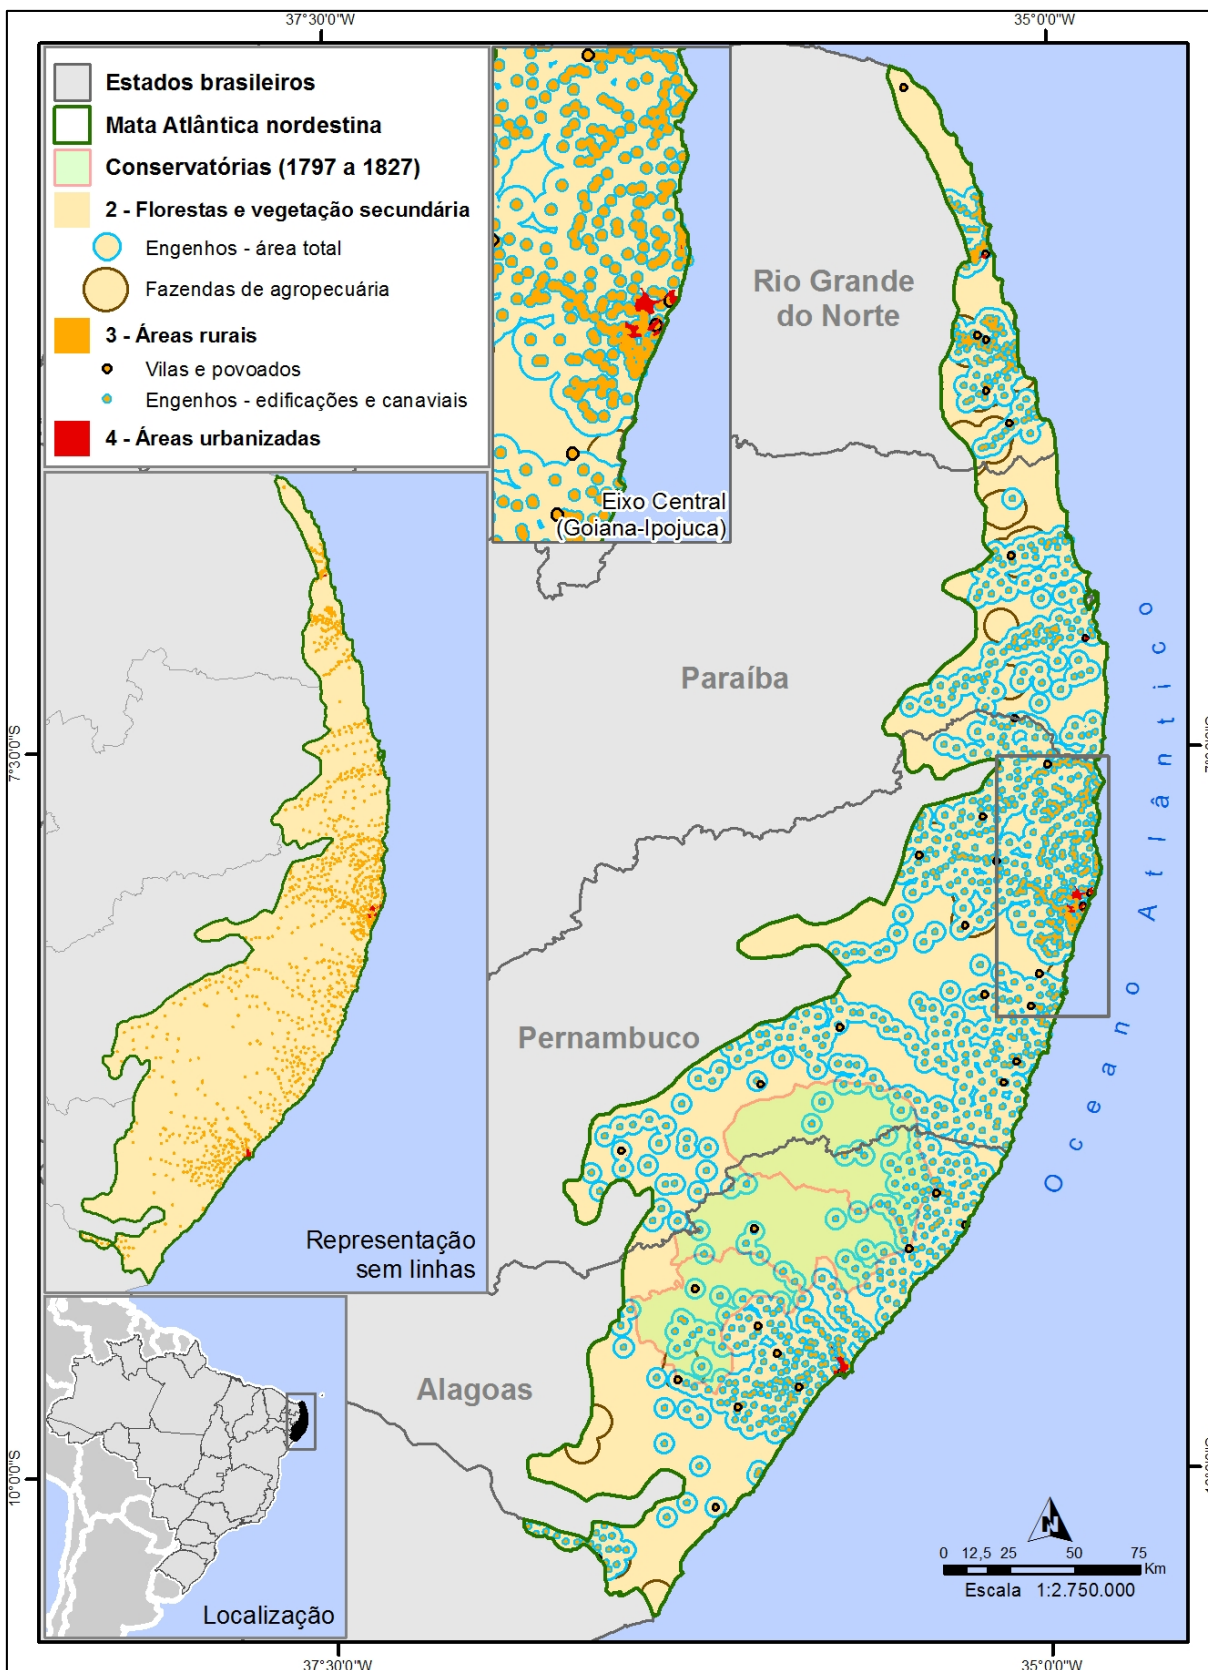 37°30'0"W
35°0'0"W
Estados brasileiros
Mata Atlântica nordestina
Conservatórias (1797 a 1827)
2 - Florestas e vegetação secundária
Engenhos - área total
Fazendas de agropecuária
3 - Áreas rurais
Vilas e povoados
Engenhos - edificações e canaviais
4 - Áreas urbanizadas
Eixo Central
(Goiana-Ipojuca)
Rio Grande
do Norte
Paraíba
Pernambuco
Alagoas
Oceano Atlântico
7°30'0"S
Representação
sem linhas
10°0'0"S
Localização
N
0 12,5 25 50 75
Km
Escala 1:2.750.000
37°30'0"W
35°0'0"W